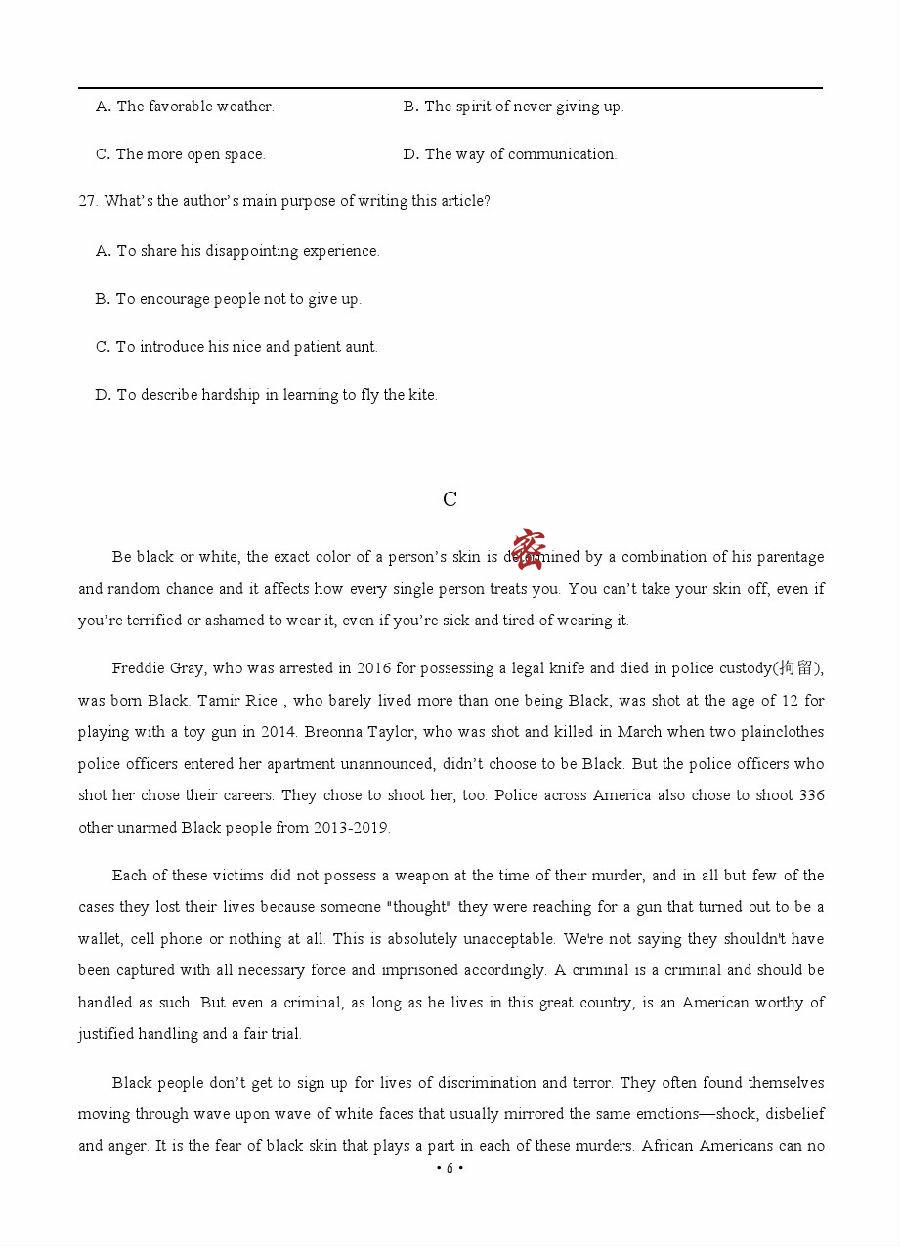 A. The favorable weather.
B. The spirit of never giving up.
C. The more open space.
D. The way of communication.
27. What's the author's main purpose of writing this article?
A. To share his disappointing experience.
B. To encourage people not to give up.
C. To introduce his nice and patient aunt.
D. To describe hardship in learning to fly the kite.
C
密
Be black or white, the exact color of a person's skin is determined by a combination of his parentage
and random chance and it affects how every single person treats you. You can't take your skin off, even if
you're terrified or ashamed to wear it, even if you're sick and tired of wearing it.
Freddie Gray, who was arrested in 2016 for possessing a legal knife and died in police custody(拘留),
was born Black. Tamir Rice , who barely lived more than one being Black, was shot at the age of 12 for
playing with a toy gun in 2014. Breonna Taylor, who was shot and killed in March when two plainclothes
police officers entered her apartment unannounced, didn't choose to be Black. But the police officers who
shot her chose their careers. They chose to shoot her, too. Police across America also chose to shoot 336
other unarmed Black people from 2013-2019.
Each of these victims did not possess a weapon at the time of their murder, and in all but few of the
cases they lost their lives because someone "thought" they were reaching for a gun that turned out to be a
wallet, cell phone or nothing at all. This is absolutely unacceptable. We're not saying they shouldn't have
been captured with all necessary force and imprisoned accordingly. A criminal is a criminal and should be
handled as such. But even a criminal, as long as he lives in this great country, is an American worthy of
justified handling and a fair trial.
Black people don't get to sign up for lives of discrimination and terror. They often found themselves
moving through wave upon wave of white faces that usually mirrored the same emotions—shock, disbelief
and anger. It is the fear of black skin that plays a part in each of these murders. African Americans can no
• 6 •